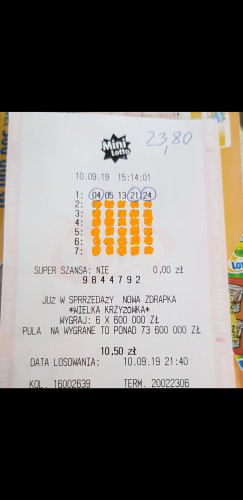 Mini
Lotto
23,80
10.09.19 15:14:01
1: 04 05 13 21 24
2:
3:
4:
5:
6:
7:
SUPER SZANSA: NIE 0,00 zł
9844792
JUŻ W SPRZEDAŻY NOWA ZDRAPKA
*WIELKA KRZYŻÓWKA*
WYGRAJ: 6 X 600 000 ZŁ
PULA NA WYGRANE TO PONAD 73 600 000 ZŁ
10,50 zł
DATA LOSOWANIA: 10.09.19 21:40
KOL. 16002639 TERM. 20022306